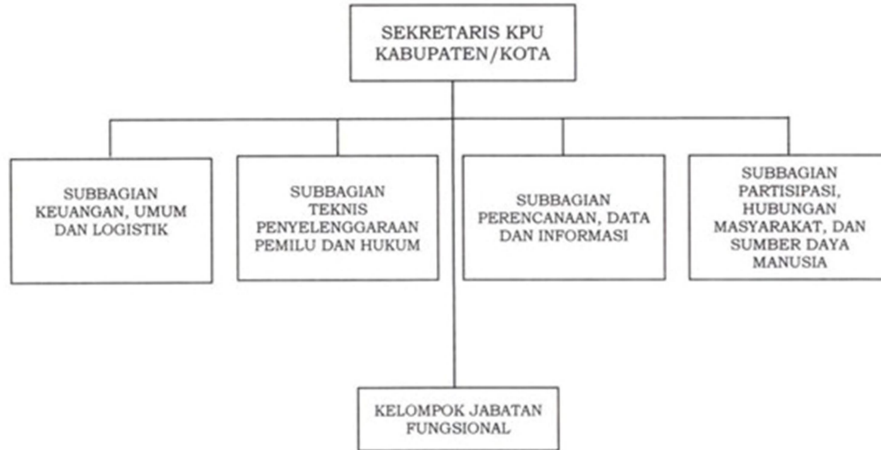 SEKRETARIS KPU
KABUPATEN/KOTA
SUBBAGIAN
KEUANGAN, UMUM
DAN LOGISTIK
SUBBAGIAN
TEKNIS
PENYELENGGARAAN
PEMILU DAN HUKUM
SUBBAGIAN
PERENCANAAN, DATA
DAN INFORMASI
SUBBAGIAN
PARTISIPASI,
HUBUNGAN
MASYARAKAT, DAN
SUMBER DAYA
MANUSIA
KELOMPOK JABATAN
FUNGSIONAL